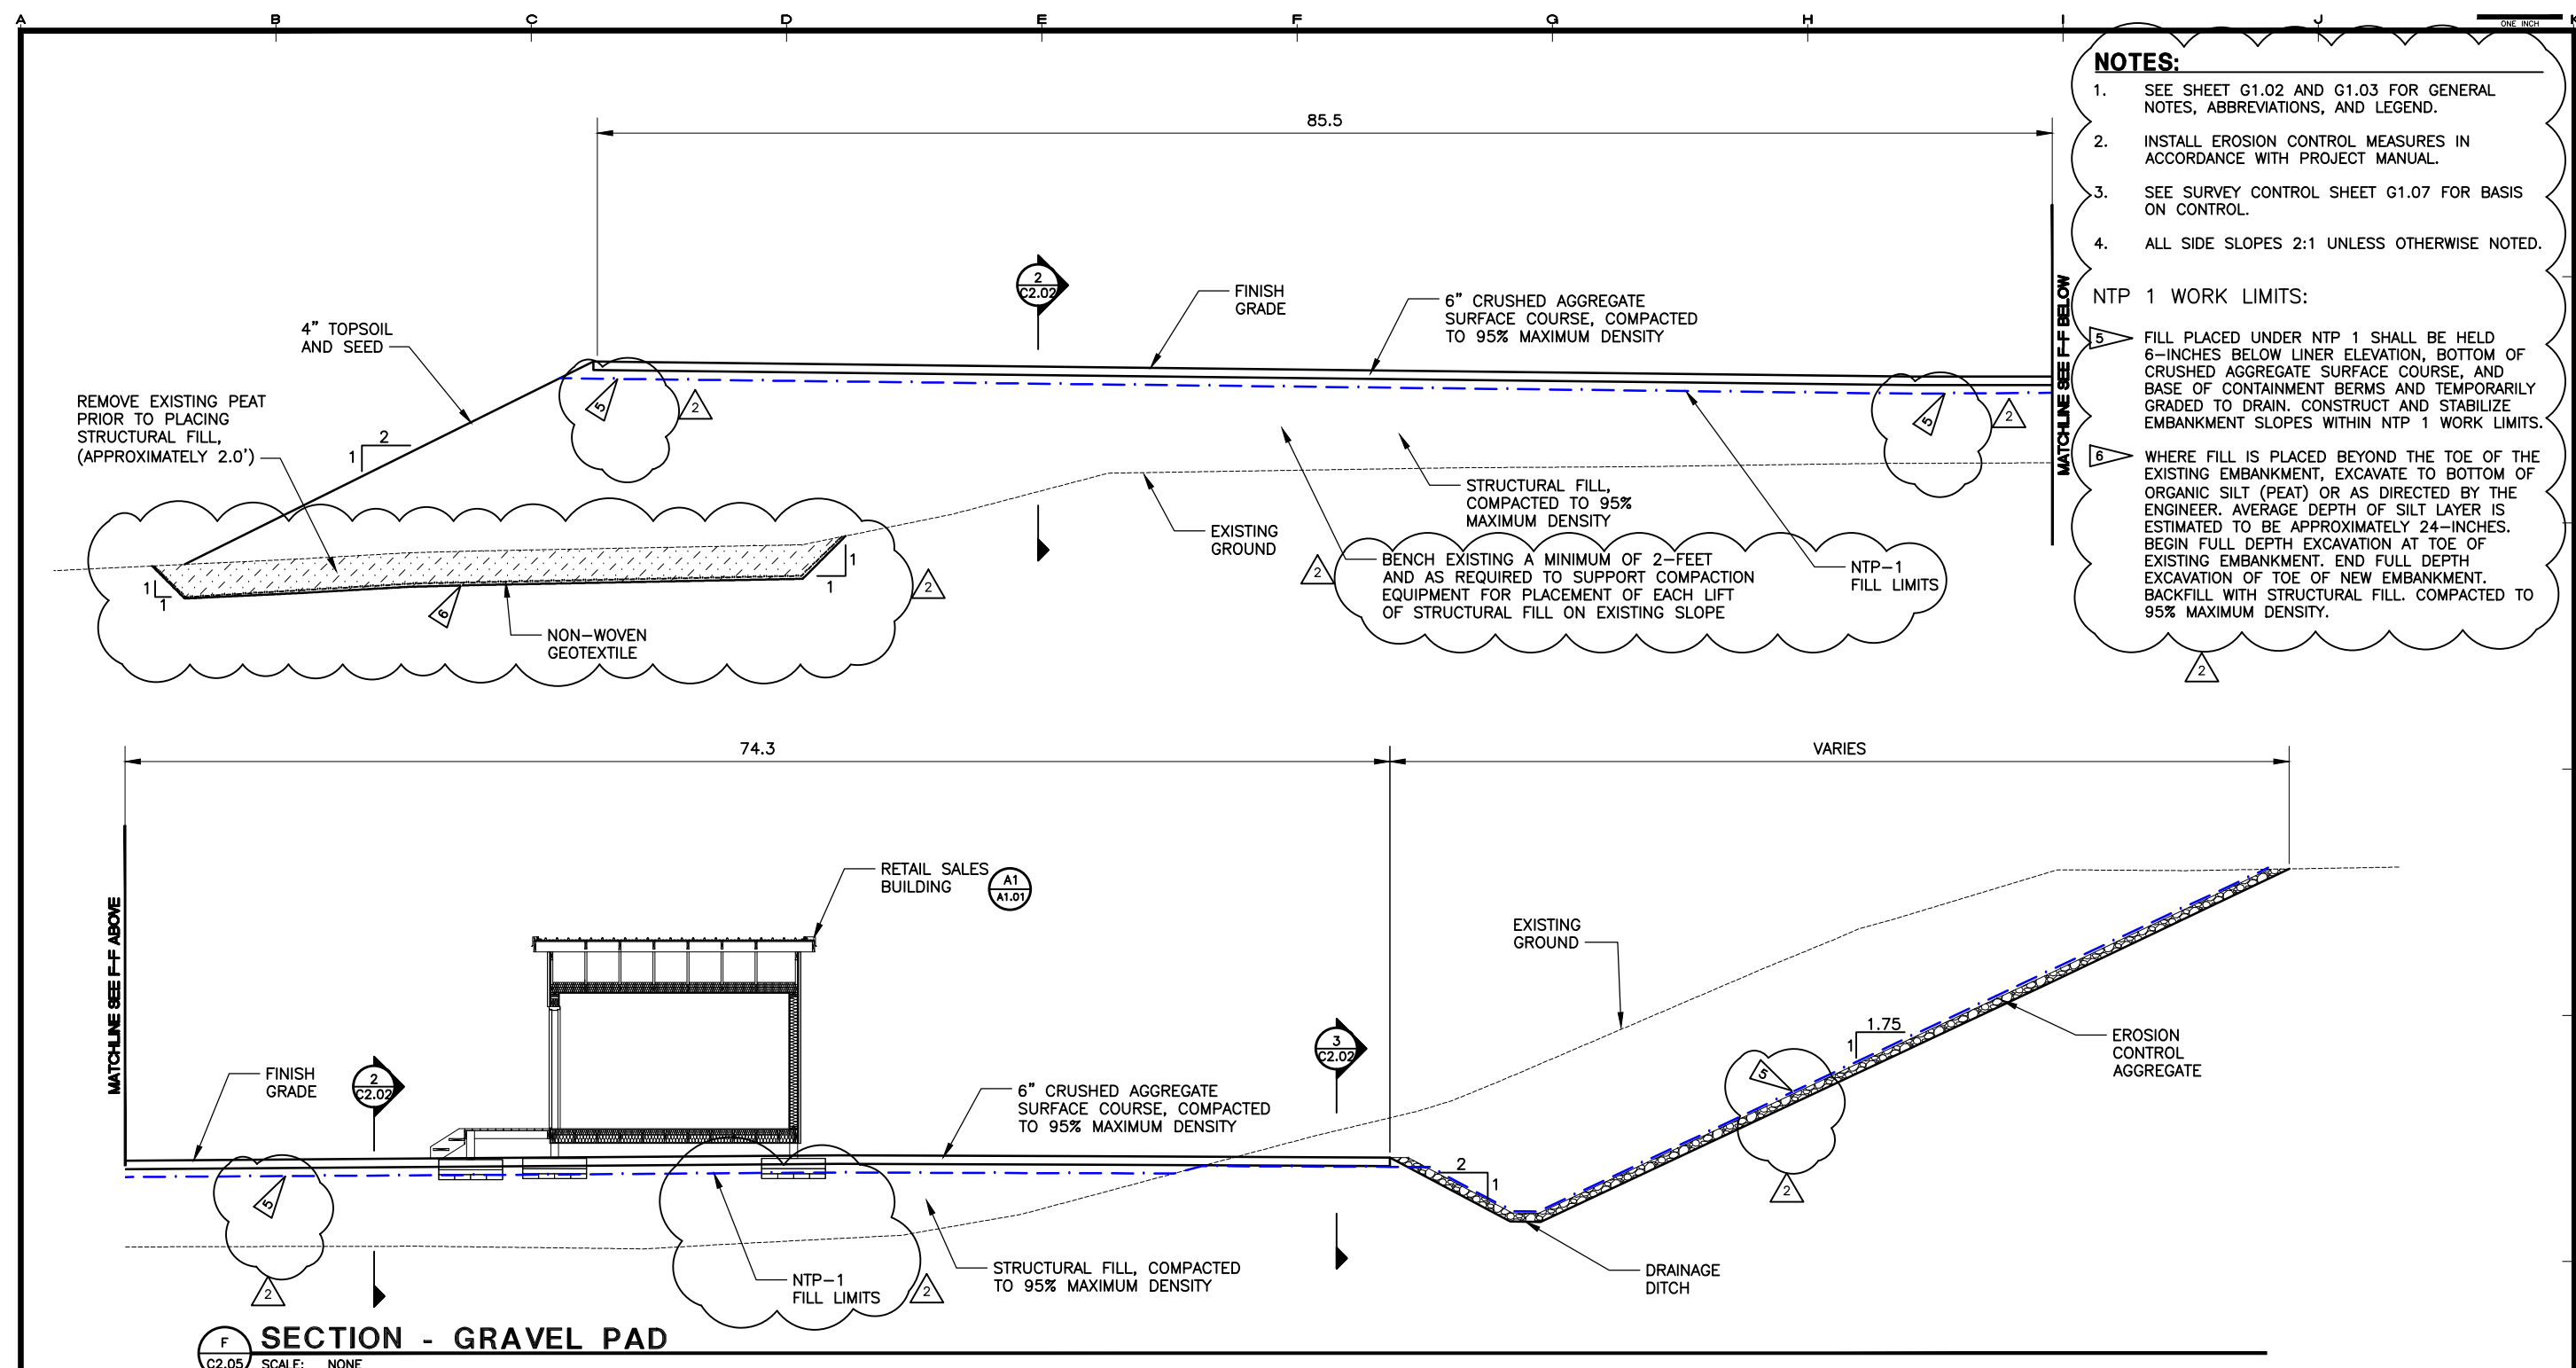 A B C D E F G H I J K
ONE INCH
NOTES:
1. SEE SHEET G1.02 AND G1.03 FOR GENERAL
NOTES, ABBREVIATIONS, AND LEGEND.
2. INSTALL EROSION CONTROL MEASURES IN
ACCORDANCE WITH PROJECT MANUAL.
3. SEE SURVEY CONTROL SHEET G1.07 FOR BASIS
ON CONTROL.
4. ALL SIDE SLOPES 2:1 UNLESS OTHERWISE NOTED.
NTP 1 WORK LIMITS:
5 FILL PLACED UNDER NTP 1 SHALL BE HELD
6-INCHES BELOW LINER ELEVATION, BOTTOM OF
CRUSHED AGGREGATE SURFACE COURSE, AND
BASE OF CONTAINMENT BERMS AND TEMPORARILY
GRADED TO DRAIN. CONSTRUCT AND STABILIZE
EMBANKMENT SLOPES WITHIN NTP 1 WORK LIMITS.
6 WHERE FILL IS PLACED BEYOND THE TOE OF THE
EXISTING EMBANKMENT, EXCAVATE TO BOTTOM OF
ORGANIC SILT (PEAT) OR AS DIRECTED BY THE
ENGINEER. AVERAGE DEPTH OF SILT LAYER IS
ESTIMATED TO BE APPROXIMATELY 24-INCHES.
BEGIN FULL DEPTH EXCAVATION AT TOE OF
EXISTING EMBANKMENT. END FULL DEPTH
EXCAVATION OF TOE OF NEW EMBANKMENT.
BACKFILL WITH STRUCTURAL FILL. COMPACTED TO
95% MAXIMUM DENSITY.
2
85.5
2
C2.02
FINISH
GRADE
6" CRUSHED AGGREGATE
SURFACE COURSE, COMPACTED
TO 95% MAXIMUM DENSITY
4" TOPSOIL
AND SEED
REMOVE EXISTING PEAT
PRIOR TO PLACING
STRUCTURAL FILL,
(APPROXIMATELY 2.0')
2
1
5
2
5
2
MATCHLINE SEE F-F BELOW
STRUCTURAL FILL,
COMPACTED TO 95%
MAXIMUM DENSITY
EXISTING
GROUND
2
BENCH EXISTING A MINIMUM OF 2-FEET
AND AS REQUIRED TO SUPPORT COMPACTION
EQUIPMENT FOR PLACEMENT OF EACH LIFT
OF STRUCTURAL FILL ON EXISTING SLOPE
NTP-1
FILL LIMITS
1
1
1
1
6
2
NON-WOVEN
GEOTEXTILE
74.3
VARIES
MATCHLINE SEE F-F ABOVE
RETAIL SALES
BUILDING
A1
A1.01
EXISTING
GROUND
FINISH
GRADE
2
C2.02
3
C2.02
6" CRUSHED AGGREGATE
SURFACE COURSE, COMPACTED
TO 95% MAXIMUM DENSITY
1.75
1
EROSION
CONTROL
AGGREGATE
5
2
2
1
5
2
NTP-1
FILL LIMITS
2
STRUCTURAL FILL, COMPACTED
TO 95% MAXIMUM DENSITY
DRAINAGE
DITCH
F
C2.05
SECTION - GRAVEL PAD
SCALE: NONE